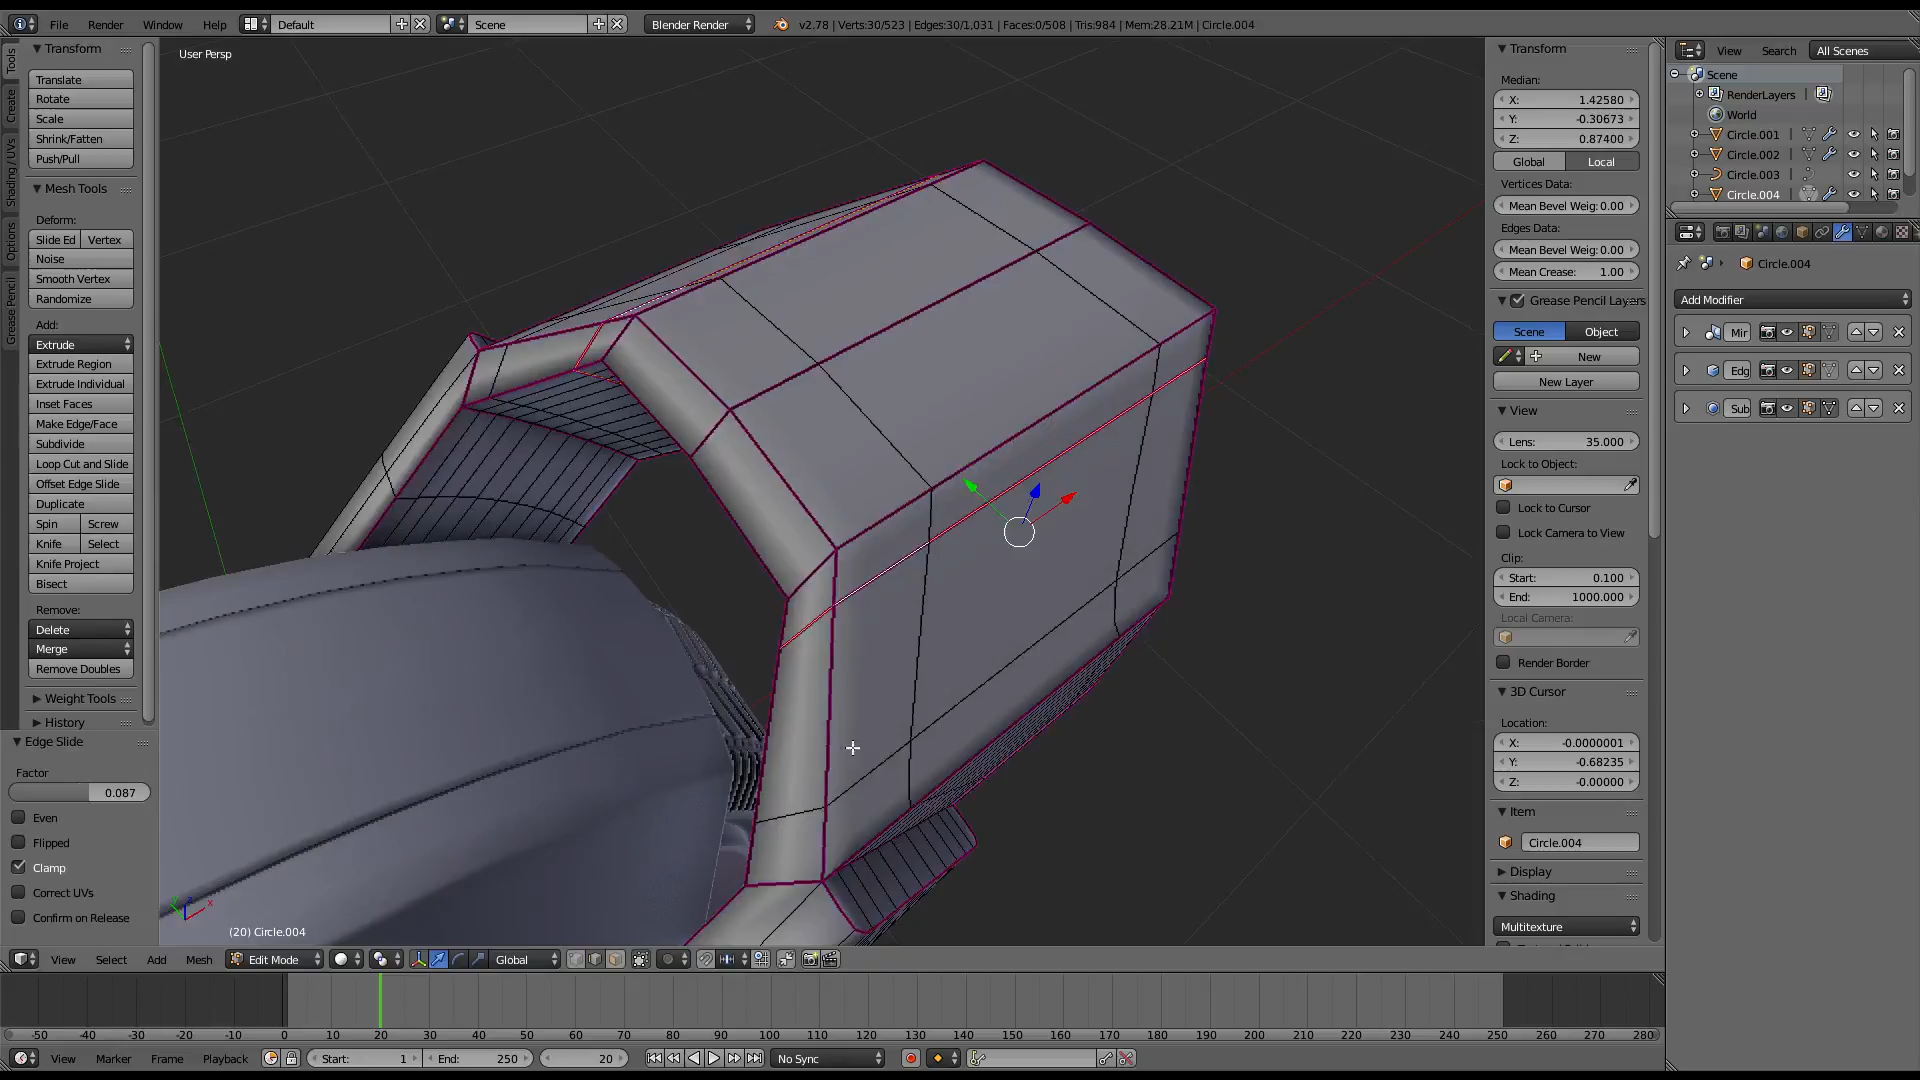 File Render Window Help Default Scene Blender Render v2.78 | Verts:30/523 | Edges:30/1,031 | Faces:0/508 | Tris:984 | Mem:28.21M | Circle.004
Tools
Create
Shading / UVs
Options
Grease Pencil
Transform
Translate
Rotate
Scale
Shrink/Fatten
Push/Pull
Mesh Tools
Deform:
Slide Ed Vertex
Noise
Smooth Vertex
Randomize
Add:
Extrude
Extrude Region
Extrude Individual
Inset Faces
Make Edge/Face
Subdivide
Loop Cut and Slide
Offset Edge Slide
Duplicate
Spin Screw
Knife Select
Knife Project
Bisect
Remove:
Delete
Merge
Remove Doubles
Weight Tools
History
Edge Slide
Factor
0.087
Even
Flipped
Clamp
Correct UVs
Confirm on Release
User Persp
(20) Circle.004
Transform
Median:
X: 1.42580
Y: -0.30673
Z: 0.87400
Global Local
Vertices Data:
Mean Bevel Weig: 0.00
Edges Data:
Mean Bevel Weig: 0.00
Mean Crease: 1.00
Grease Pencil Layers
Scene Object
New
New Layer
View
Lens: 35.000
Lock to Object:
Lock to Cursor
Lock Camera to View
Clip:
Start: 0.100
End: 1000.000
Local Camera:
Render Border
3D Cursor
Location:
X: -0.0000001
Y: -0.68235
Z: -0.00000
Item
Circle.004
Display
Shading
Multitexture
View Search All Scenes
Scene
RenderLayers
World
Circle.001
Circle.002
Circle.003
Circle.004
Circle.004
Add Modifier
Mir
Edg
Sub
View Select Add Mesh Edit Mode Global
-50 -40 -30 -20 -10 0 10 20 30 40 50 60 70 80 90 100 110 120 130 140 150 160 170 180 190 200 210 220 230 240 250 260 270 280
View Marker Frame Playback Start: 1 End: 250 20 No Sync